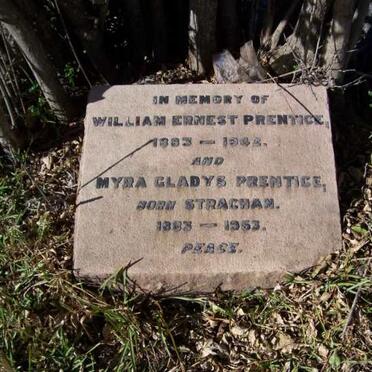 IN MEMORY OF
WILLIAM ERNEST PRENTICE,
1883 — 1942.
AND
MYRA GLADYS PRENTICE,
BORN STRACHAN.
1883 — 1953.
PEACE.